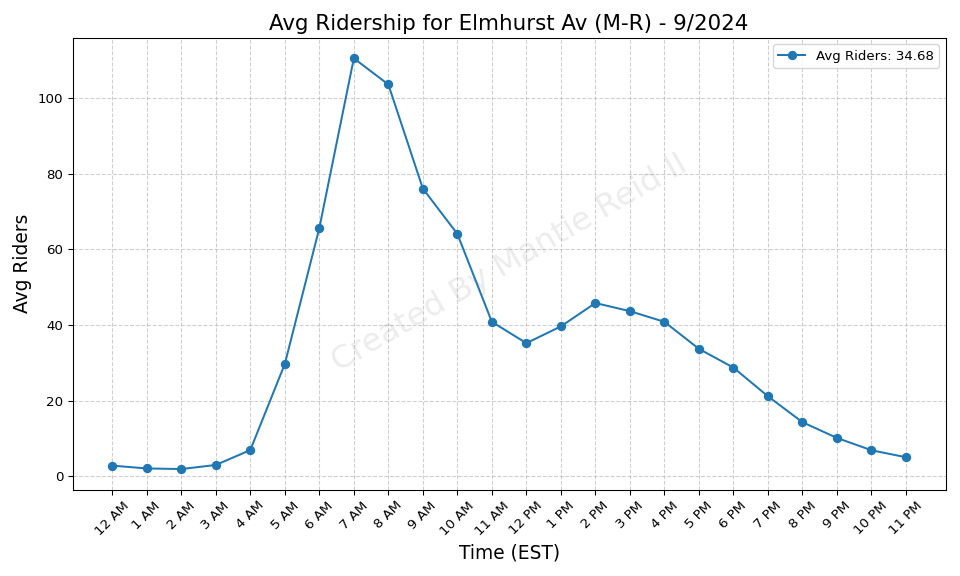 Avg Ridership for Elmhurst Av (M-R) - 9/2024
Avg Riders: 34.68
Avg Riders
100
80
60
40
20
0
Created By Mantie Reid II
12 AM
1 AM
2 AM
3 AM
4 AM
5 AM
6 AM
7 AM
8 AM
9 AM
10 AM
11 AM
12 PM
1 PM
2 PM
3 PM
4 PM
5 PM
6 PM
7 PM
8 PM
9 PM
10 PM
11 PM
Time (EST)